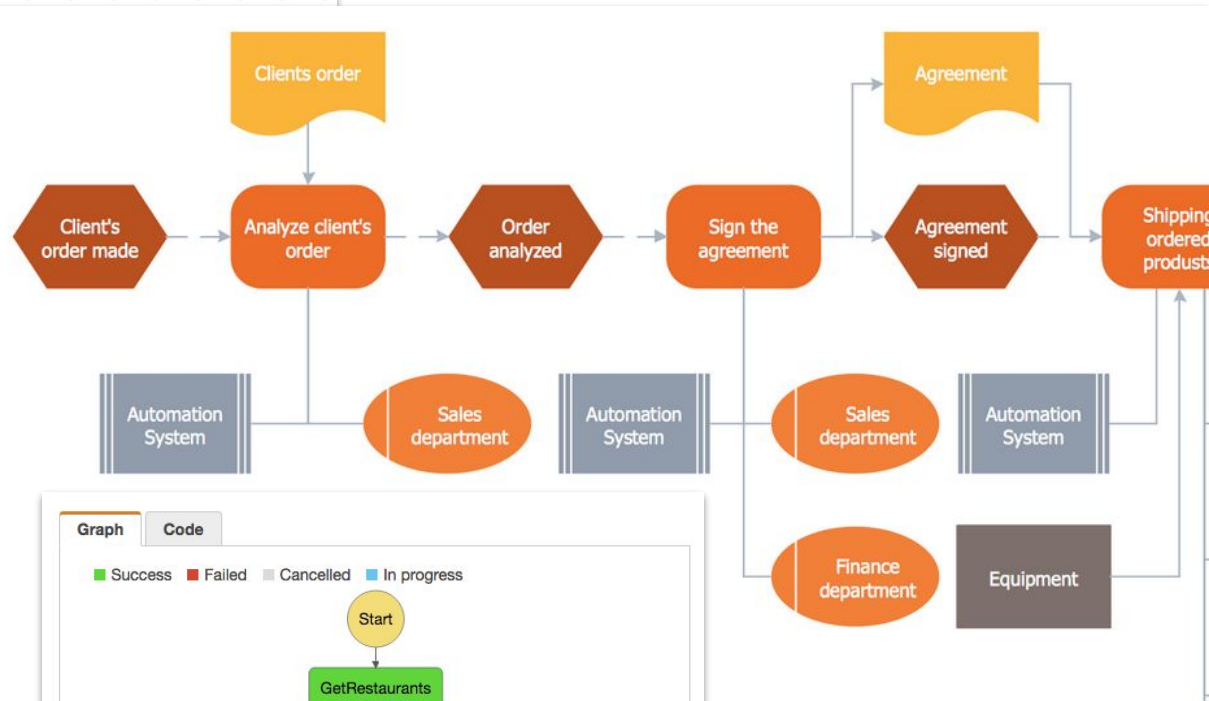 Clients order
Agreement
Client's
order made
Analyze client's
order
Order
analyzed
Sign the
agreement
Agreement
signed
Shipping
ordered
produsts
Automation
System
Sales
department
Automation
System
Sales
department
Automation
System
Finance
department
Equipment
Graph
Code
Success
Failed
Cancelled
In progress
Start
GetRestaurants